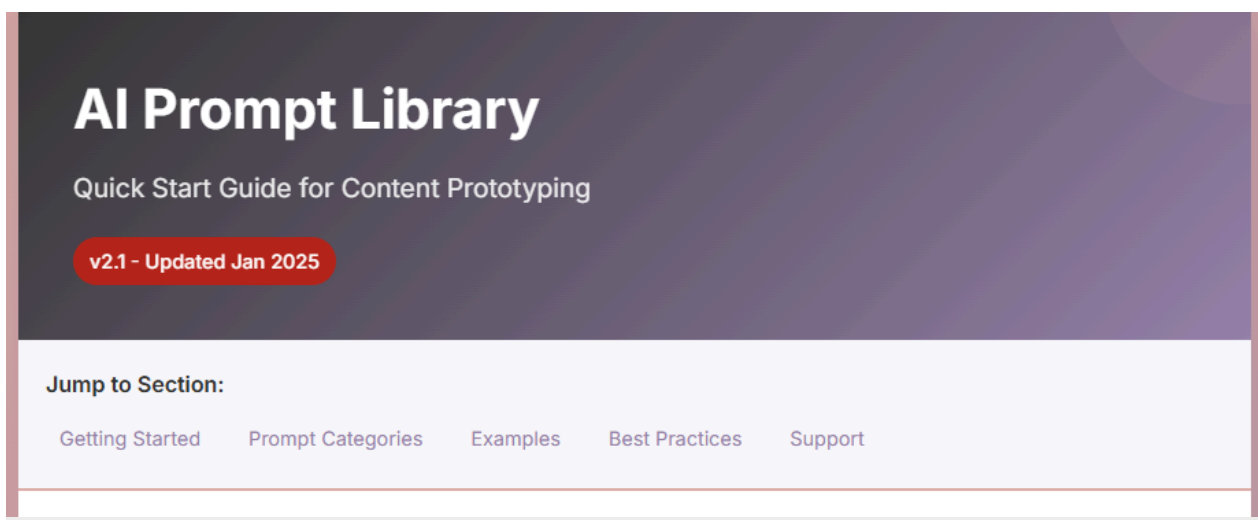 AI Prompt Library
Quick Start Guide for Content Prototyping
v2.1 - Updated Jan 2025
Jump to Section:
Getting Started Prompt Categories Examples Best Practices Support